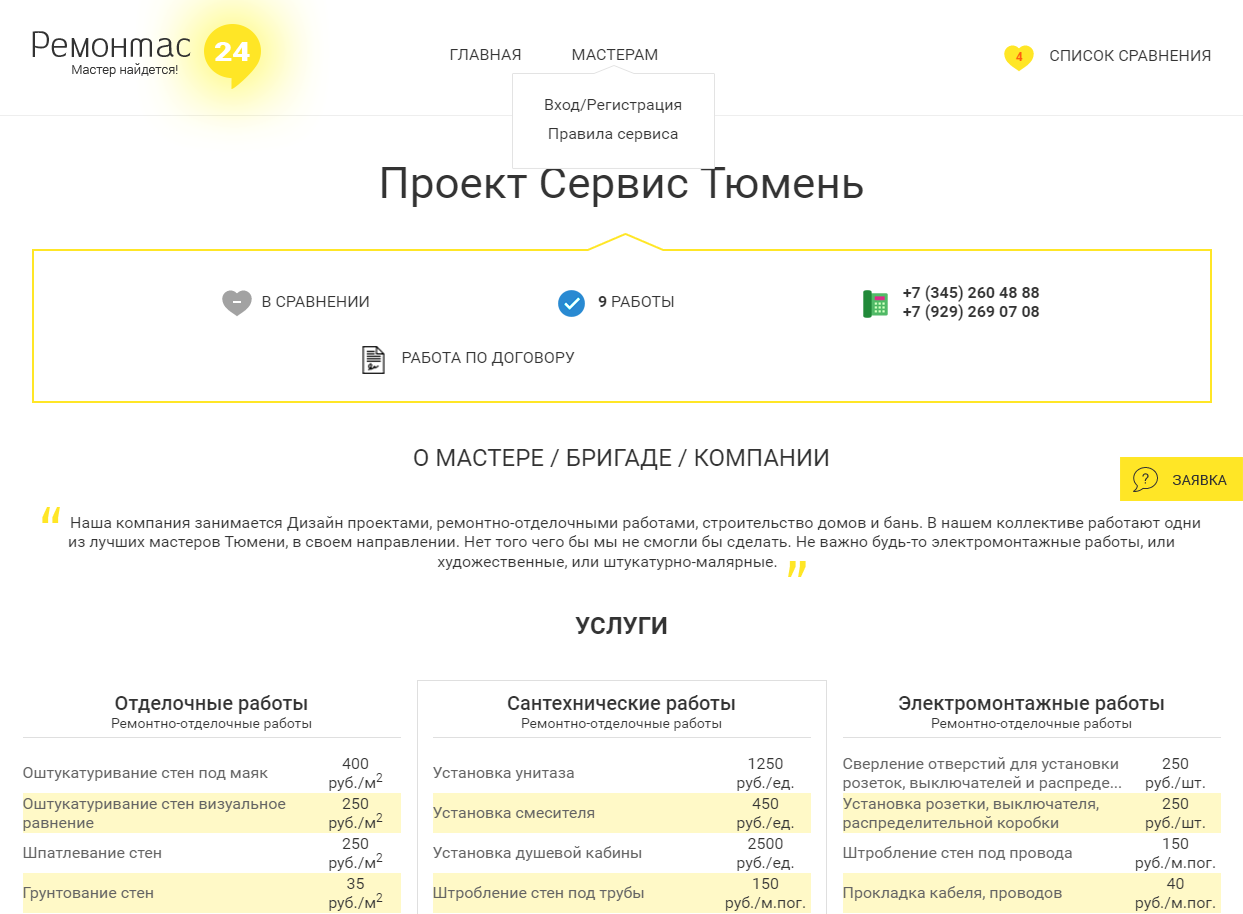 Ремонтас 24
Мастер найдется!
ГЛАВНАЯ
МАСТЕРАМ
4
СПИСОК СРАВНЕНИЯ
Вход/Регистрация
Правила сервиса
Проект Сервис Тюмень
В СРАВНЕНИИ
9 РАБОТЫ
+7 (345) 260 48 88
+7 (929) 269 07 08
РАБОТА ПО ДОГОВОРУ
О МАСТЕРЕ / БРИГАДЕ / КОМПАНИИ
? ЗАЯВКА
“ Наша компания занимается Дизайн проектами, ремонтно-отделочными работами, строительство домов и бань. В нашем коллективе работают одни
из лучших мастеров Тюмени, в своем направлении. Нет того чего бы мы не смогли бы сделать. Не важно будь-то электромонтажные работы, или
художественные, или штукатурно-малярные. ”
УСЛУГИ
Отделочные работы
Ремонтно-отделочные работы
Оштукатуривание стен под маяк
400
руб./м²
Оштукатуривание стен визуальное
равнение
250
руб./м²
Шпатлевание стен
250
руб./м²
Грунтование стен
35
руб./м²
Сантехнические работы
Ремонтно-отделочные работы
Установка унитаза
1250
руб./ед.
Установка смесителя
450
руб./ед.
Установка душевой кабины
2500
руб./ед.
Штробление стен под трубы
150
руб./м.пог.
Электромонтажные работы
Ремонтно-отделочные работы
Сверление отверстий для установки
розеток, выключателей и распреде...
250
руб./шт.
Установка розетки, выключателя,
распределительной коробки
250
руб./шт.
Штробление стен под провода
150
руб./м.пог.
Прокладка кабеля, проводов
40
руб./м.пог.